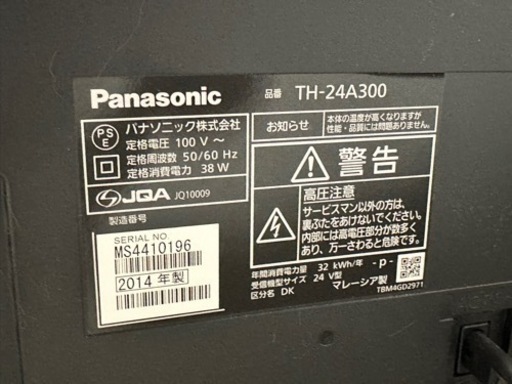 Panasonic
品番 TH-24A300
PS
E
パナソニック株式会社
定格電圧 100 V ～
定格周波数 50/60 Hz
定格消費電力 38 W
お知らせ
本体の温度が高くなりますが
性能品質には問題ありません。
JQA JQ10009
警告
高圧注意
サービスマン以外の方は、
裏ぶたをあけないでください。
内部には高電圧部分が数多く
あり、万一さわると危険です。
製造番号
SERIAL NO.
MS4410196
2014 年製
年間消費電力量 32 kWh/年 -p-
受信機型サイズ 24 V型
区分名 DK
マレーシア製
TBM4GD2971